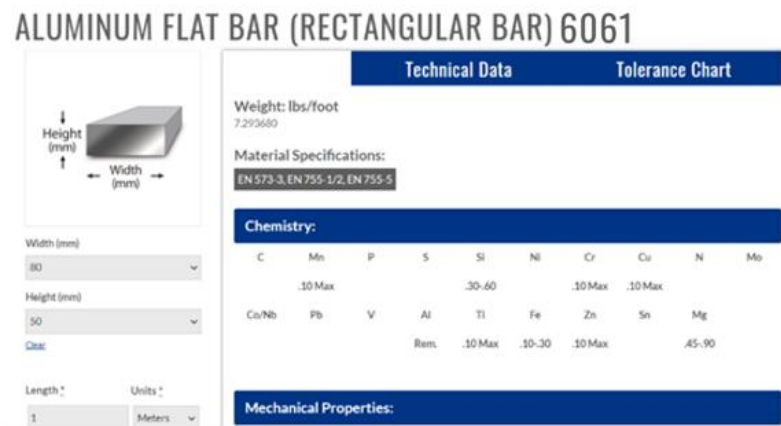 ALUMINUM FLAT BAR (RECTANGULAR BAR) 6061
Technical Data Tolerance Chart
Height
(mm)
Width
(mm)
Weight: lbs/foot
7.293680
Material Specifications:
EN 573-3, EN 755-1/2, EN 755-5
Width (mm)
80
Height (mm)
50
Clear
Length *
Units *
1
Meters
Chemistry:
C Mn P S Si Ni Cr Cu N Mo
.10 Max .30-.60 .10 Max .10 Max
Co/Nb Pb V Al Ti Fe Zn Sn Mg
Rem. .10 Max .10-.30 .10 Max .45-.90
Mechanical Properties: